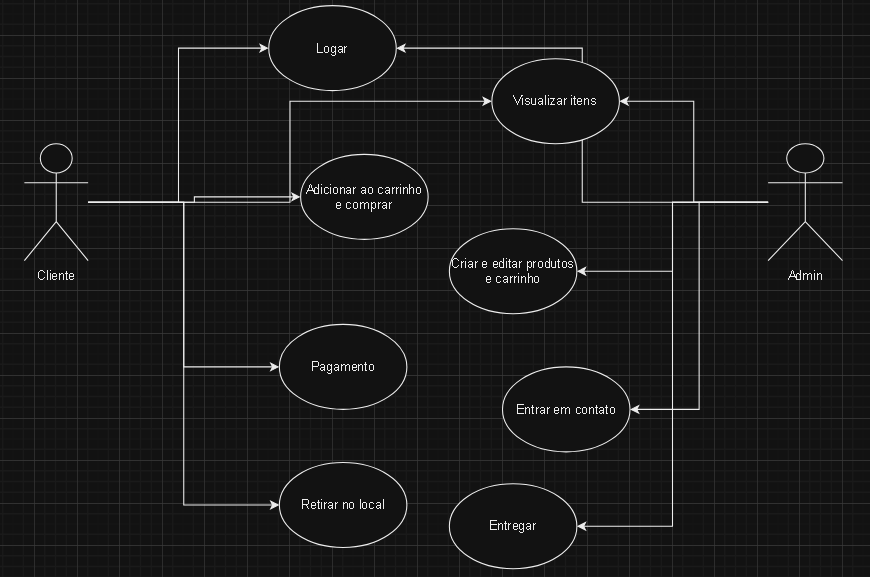 Logar
Visualizar itens
Adicionar ao carrinho
e comprar
Criar e editar produtos
e carrinho
Cliente
Admin
Pagamento
Entrar em contato
Retirar no local
Entregar